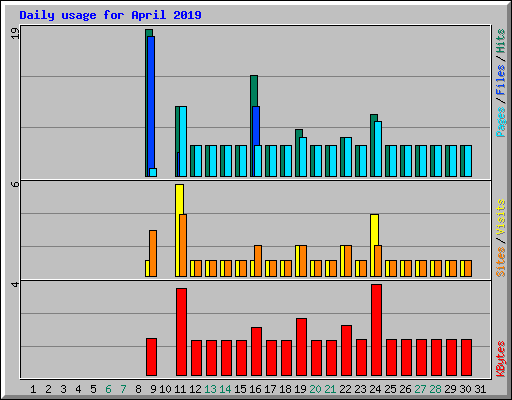 Daily usage for April 2019
19
Pages / Files / Hits
6
Sites / Visits
4
KBytes
1 2 3 4 5 6 7 8 9 10 11 12 13 14 15 16 17 18 19 20 21 22 23 24 25 26 27 28 29 30 31